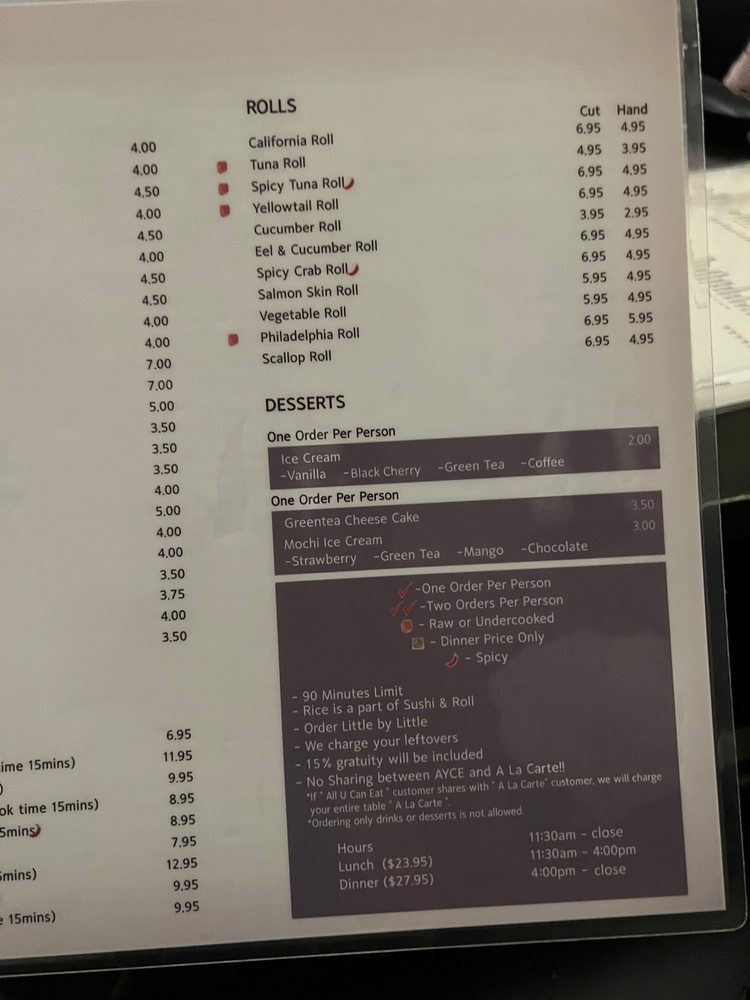 4.00
4.00
4.50
4.00
4.50
4.00
4.50
4.50
4.00
4.00
7.00
7.00
5.00
3.50
3.50
3.50
4.00
5.00
4.00
4.00
3.50
3.75
4.00
3.50
6.95
ime 15mins) 11.95
) 9.95
ok time 15mins) 8.95
5mins 8.95
7.95
5mins) 12.95
9.95
e 15mins) 9.95
ROLLS
Cut Hand
California Roll 6.95 4.95
Tuna Roll 4.95 3.95
Spicy Tuna Roll 6.95 4.95
Yellowtail Roll 6.95 4.95
Cucumber Roll 3.95 2.95
Eel & Cucumber Roll 6.95 4.95
Spicy Crab Roll 6.95 4.95
Salmon Skin Roll 5.95 4.95
Vegetable Roll 5.95 4.95
Philadelphia Roll 6.95 5.95
Scallop Roll 6.95 4.95
DESSERTS
One Order Per Person
Ice Cream 2.00
-Vanilla -Black Cherry -Green Tea -Coffee
One Order Per Person
Greentea Cheese Cake 3.50
Mochi Ice Cream 3.00
-Strawberry -Green Tea -Mango -Chocolate
-One Order Per Person
-Two Orders Per Person
- Raw or Undercooked
- Dinner Price Only
- Spicy
- 90 Minutes Limit
- Rice is a part of Sushi & Roll
- Order Little by Little
- We charge your leftovers
- 15% gratuity will be included
- No Sharing between AYCE and A La Carte!!
*If " All U Can Eat " customer shares with " A La Carte" customer, we will charge
your entire table " A La Carte ".
*Ordering only drinks or desserts is not allowed.
Hours 11:30am - close
Lunch ($23.95) 11:30am - 4:00pm
Dinner ($27.95) 4:00pm - close